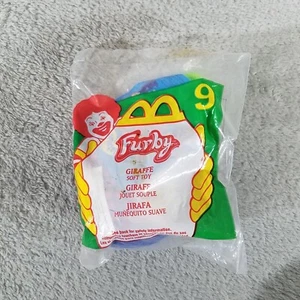 9
Furby
GIRAFFE
SOFT TOY
GIRAFE
JOUET SOUPLE
JIRAFA
MUÑEQUITO SUAVE